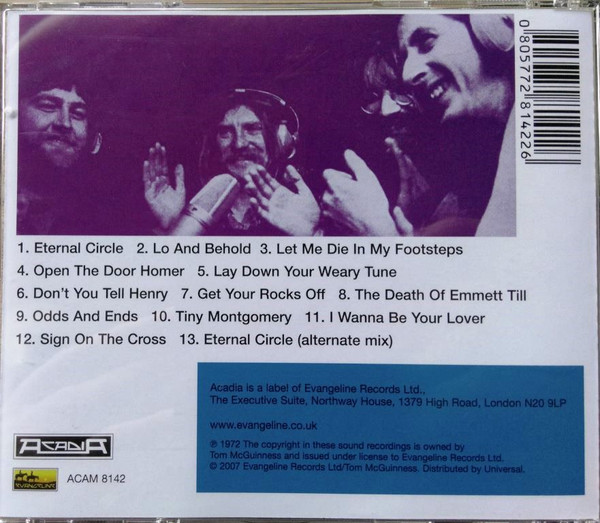 0 805772 814226
1. Eternal Circle 2. Lo And Behold 3. Let Me Die In My Footsteps
4. Open The Door Homer 5. Lay Down Your Weary Tune
6. Don't You Tell Henry 7. Get Your Rocks Off 8. The Death Of Emmett Till
9. Odds And Ends 10. Tiny Montgomery 11. I Wanna Be Your Lover
12. Sign On The Cross 13. Eternal Circle (alternate mix)
Acadia is a label of Evangeline Records Ltd.,
The Executive Suite, Northway House, 1379 High Road, London N20 9LP
www.evangeline.co.uk
℗ 1972 The copyright in these sound recordings is owned by
Tom McGuinness and issued under license to Evangeline Records Ltd.
© 2007 Evangeline Records Ltd/Tom McGuinness. Distributed by Universal.
ACADIA
EVANGELINE
ACAM 8142